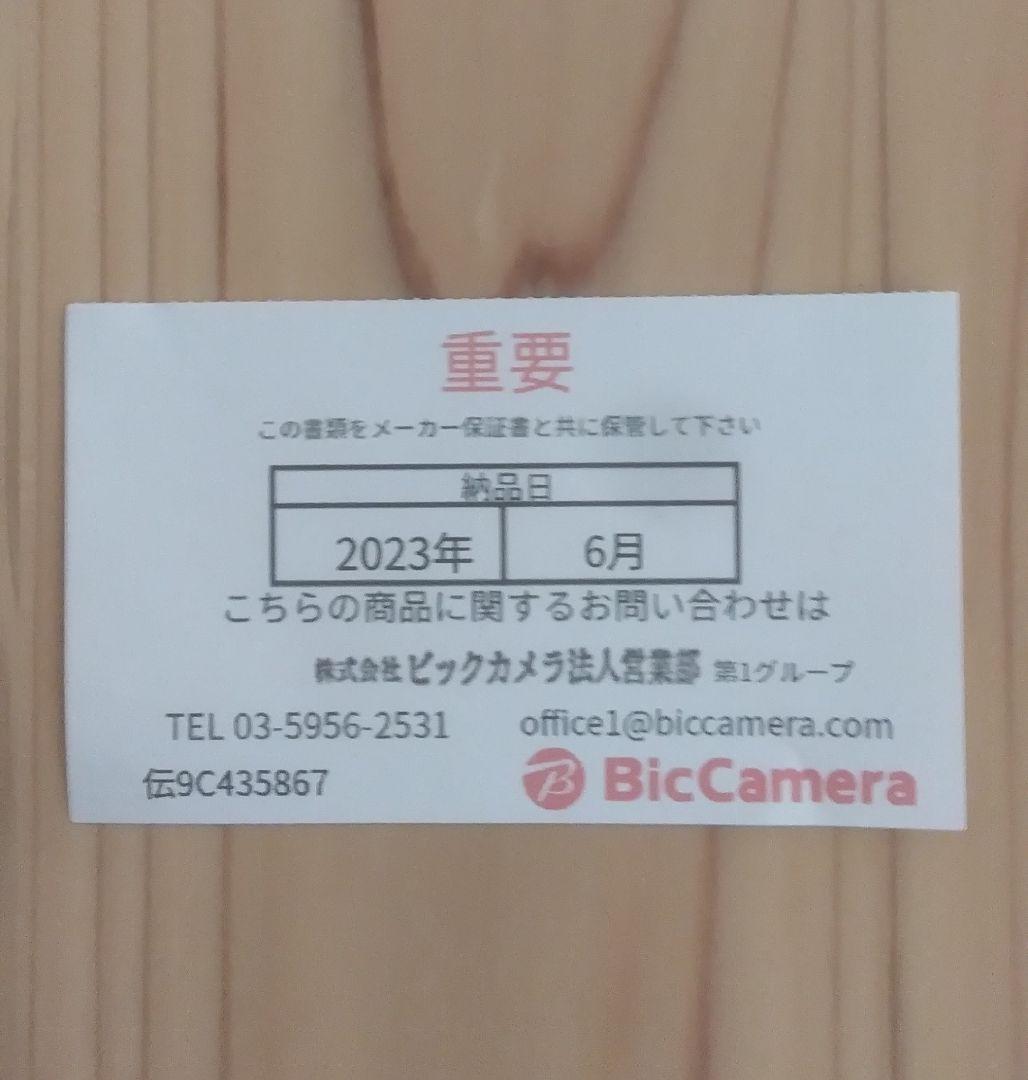 重要
この書類をメーカー保証書と共に保管して下さい
納品日
2023年 6月
こちらの商品に関するお問い合わせは
株式会社ビックカメラ法人営業部 第1グループ
TEL 03-5956-2531 office1@biccamera.com
伝9C435867 BicCamera